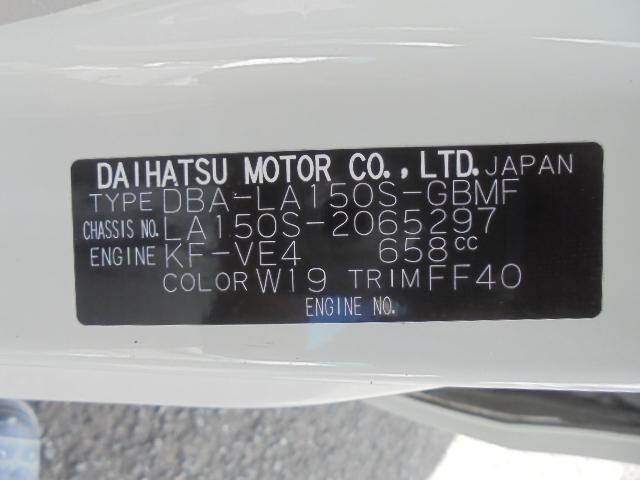 DAIHATSU MOTOR CO., LTD. JAPAN
TYPE DBA-LA150S-GBMF
CHASSIS NO. LA150S-2065297
ENGINE KF-VE4 658cc
COLOR W19 TRIM FF40
ENGINE NO.